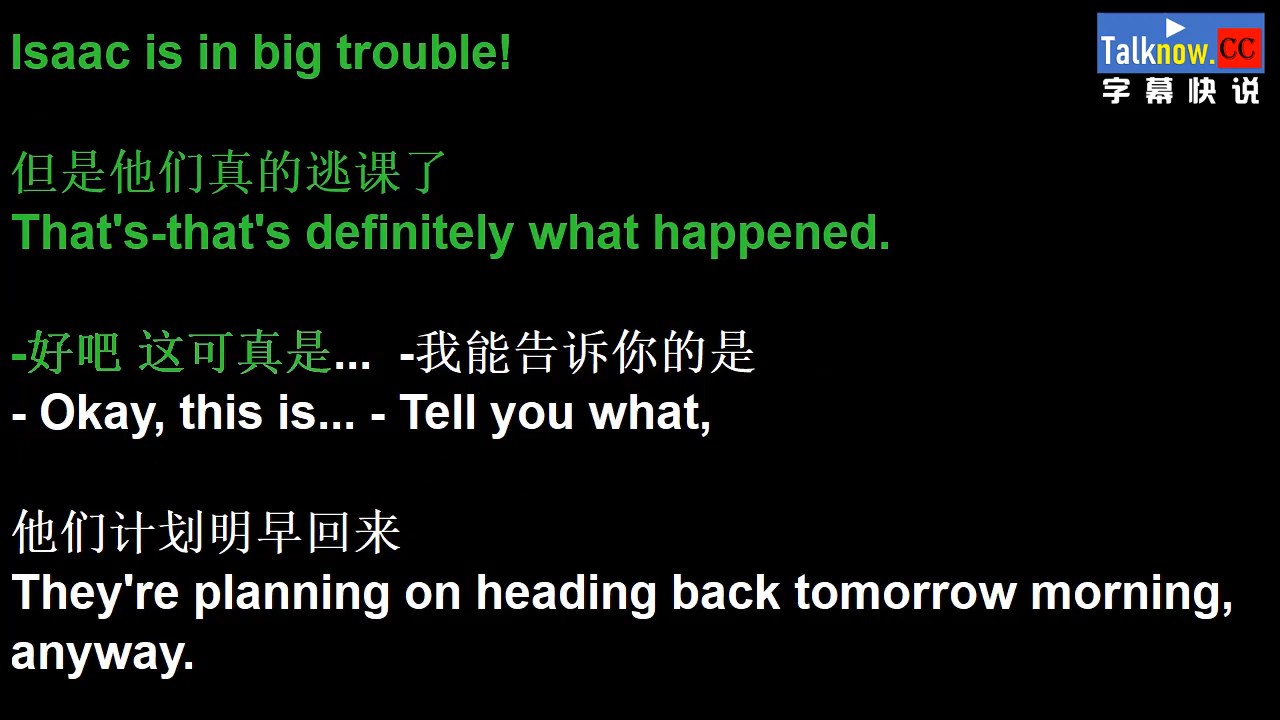 Isaac is in big trouble!
Talknow.CC
字幕快说
但是他们真的逃课了
That's-that's definitely what happened.
-好吧 这可真是... -我能告诉你的是
- Okay, this is... - Tell you what,
他们计划明早回来
They're planning on heading back tomorrow morning,
anyway.